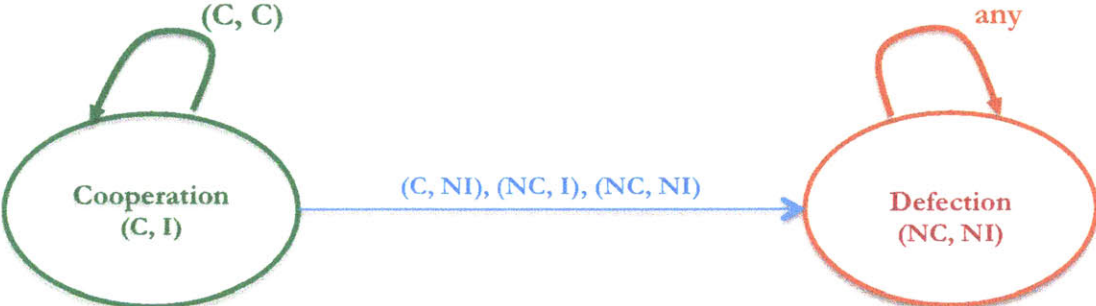 (C, C)
any
Cooperation
(C, I)
(C, NI), (NC, I), (NC, NI)
Defection
(NC, NI)